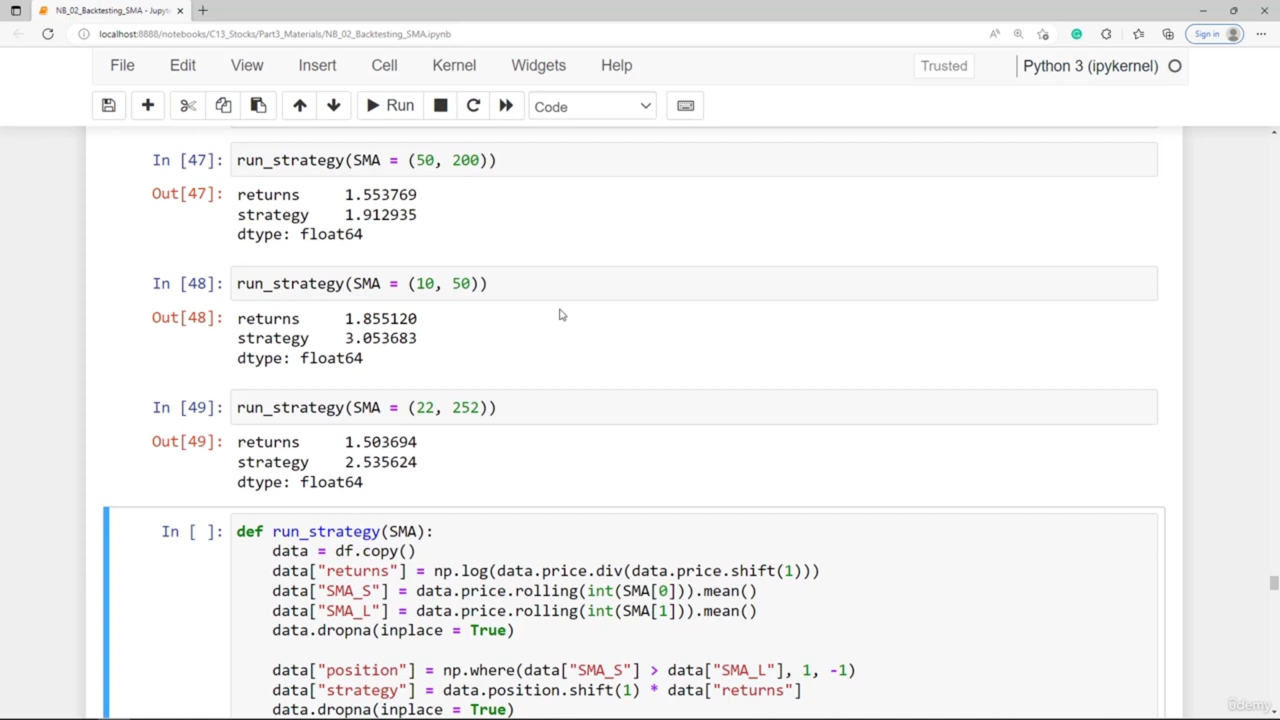 NB_02_Backtesting_SMA - Jupyt
localhost:8888/notebooks/C13_Stocks/Part3_Materials/NB_02_Backtesting_SMA.ipynb
Sign in
File Edit View Insert Cell Kernel Widgets Help Trusted Python 3 (ipykernel)
Run Code
In [47]: run_strategy(SMA = (50, 200))
Out[47]: returns 1.553769
strategy 1.912935
dtype: float64
In [48]: run_strategy(SMA = (10, 50))
Out[48]: returns 1.855120
strategy 3.053683
dtype: float64
In [49]: run_strategy(SMA = (22, 252))
Out[49]: returns 1.503694
strategy 2.535624
dtype: float64
In [ ]: def run_strategy(SMA):
data = df.copy()
data["returns"] = np.log(data.price.div(data.price.shift(1)))
data["SMA_S"] = data.price.rolling(int(SMA[0])).mean()
data["SMA_L"] = data.price.rolling(int(SMA[1])).mean()
data.dropna(inplace = True)
data["position"] = np.where(data["SMA_S"] > data["SMA_L"], 1, -1)
data["strategy"] = data.position.shift(1) * data["returns"]
data.dropna(inplace = True)
ûdemy